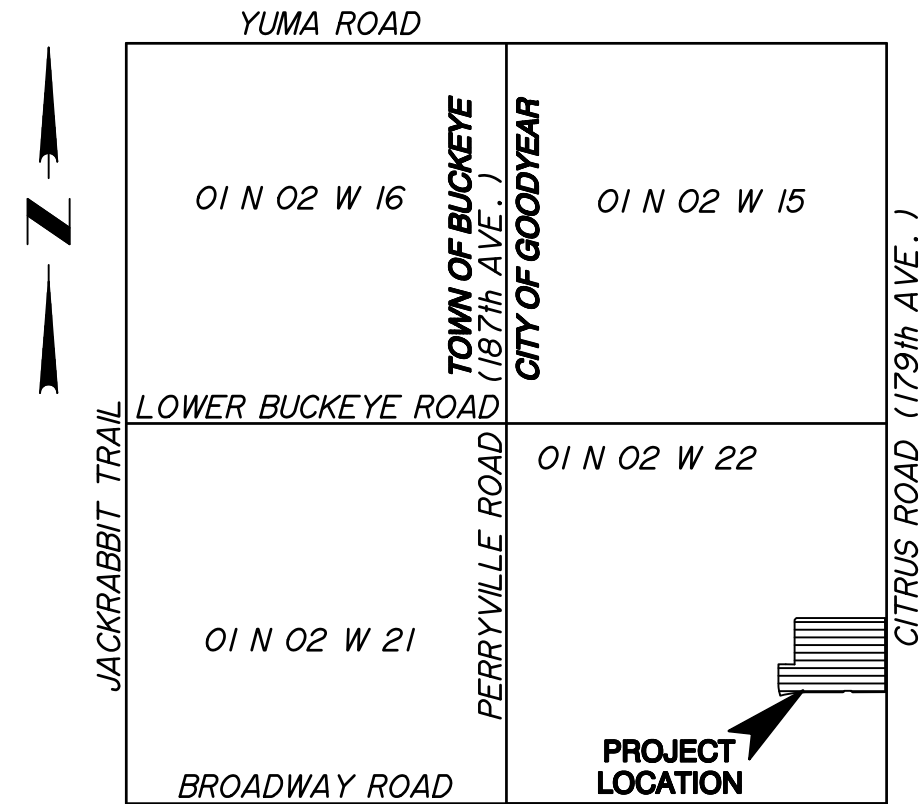 YUMA ROAD
N
01 N 02 W 16
TOWN OF BUCKEYE
(187th AVE.)
CITY OF GOODYEAR
01 N 02 W 15
CITRUS ROAD (179th AVE.)
LOWER BUCKEYE ROAD
JACKRABBIT TRAIL
PERRYVILLE ROAD
01 N 02 W 22
01 N 02 W 21
PROJECT
LOCATION
BROADWAY ROAD